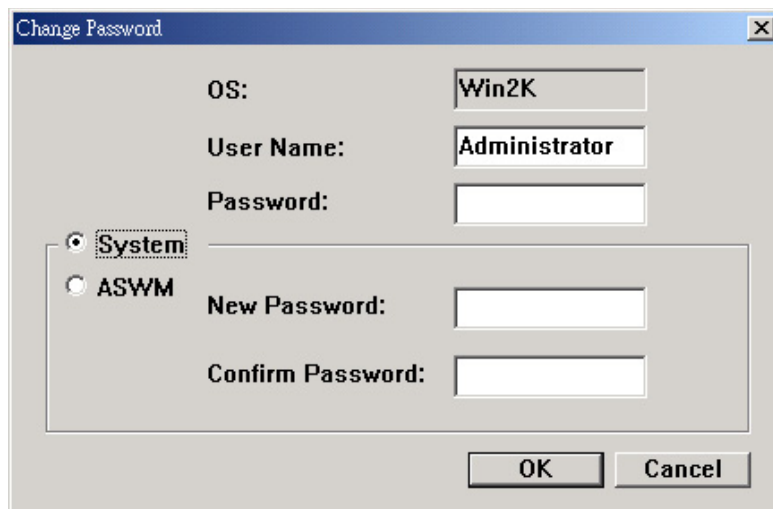 Change Password
OS: Win2K
User Name: Administrator
Password:
System
ASWM
New Password:
Confirm Password:
OK Cancel